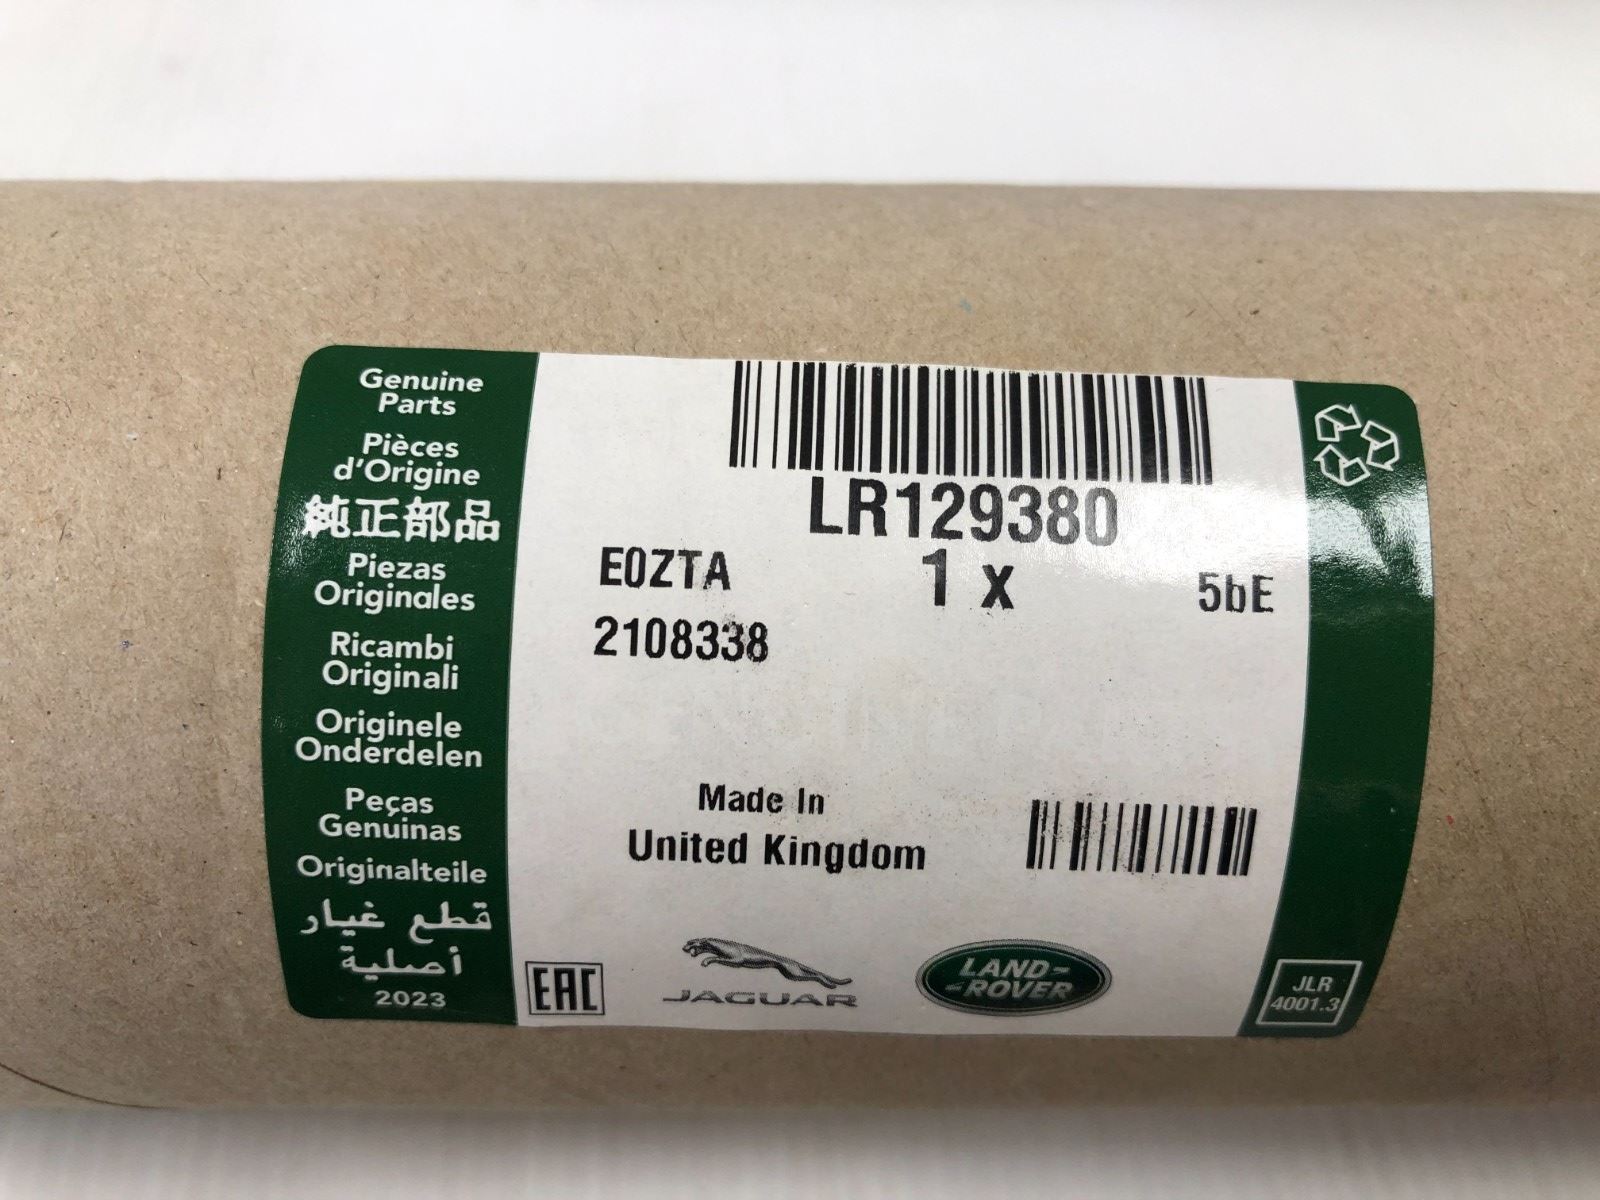 Genuine
Parts
Pièces
d'Origine
純正部品
Piezas
Originales
Ricambi
Originali
Originele
Onderdelen
Peças
Genuinas
Originalteile
قطع غيار
أصلية
2023
LR129380
E0ZTA
1 x
5bE
2108338
Made In
United Kingdom
EAC
JAGUAR
LAND-
-ROVER
JLR
4001.3